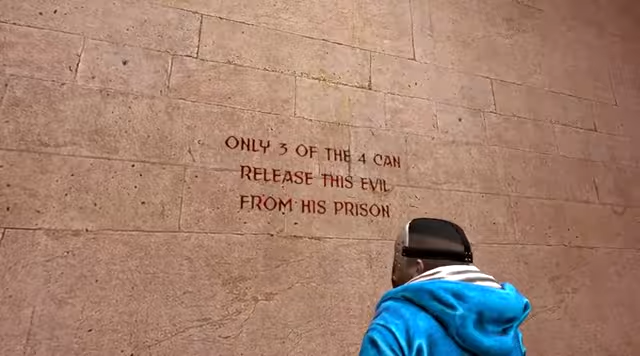 ONLY 3 OF THE 4 CAN
RELEASE THIS EVIL
FROM HIS PRISON